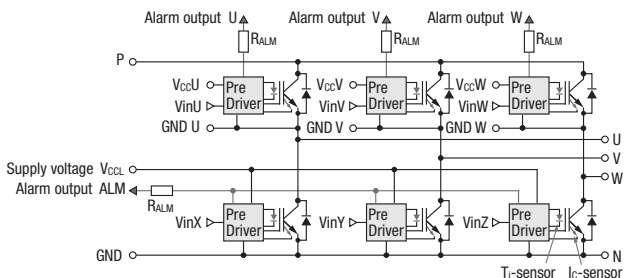 Alarm output U Alarm output V Alarm output W
RALM RALM RALM
P
VCCU Pre Driver VCCV Pre Driver VCCW Pre Driver
VinU VinV VinW
GND U GND V GND W
U
V
Supply voltage VCCL
W
Alarm output ALM
RALM
VinX Pre Driver VinY Pre Driver VinZ Pre Driver
GND N
Tj-sensor IC-sensor